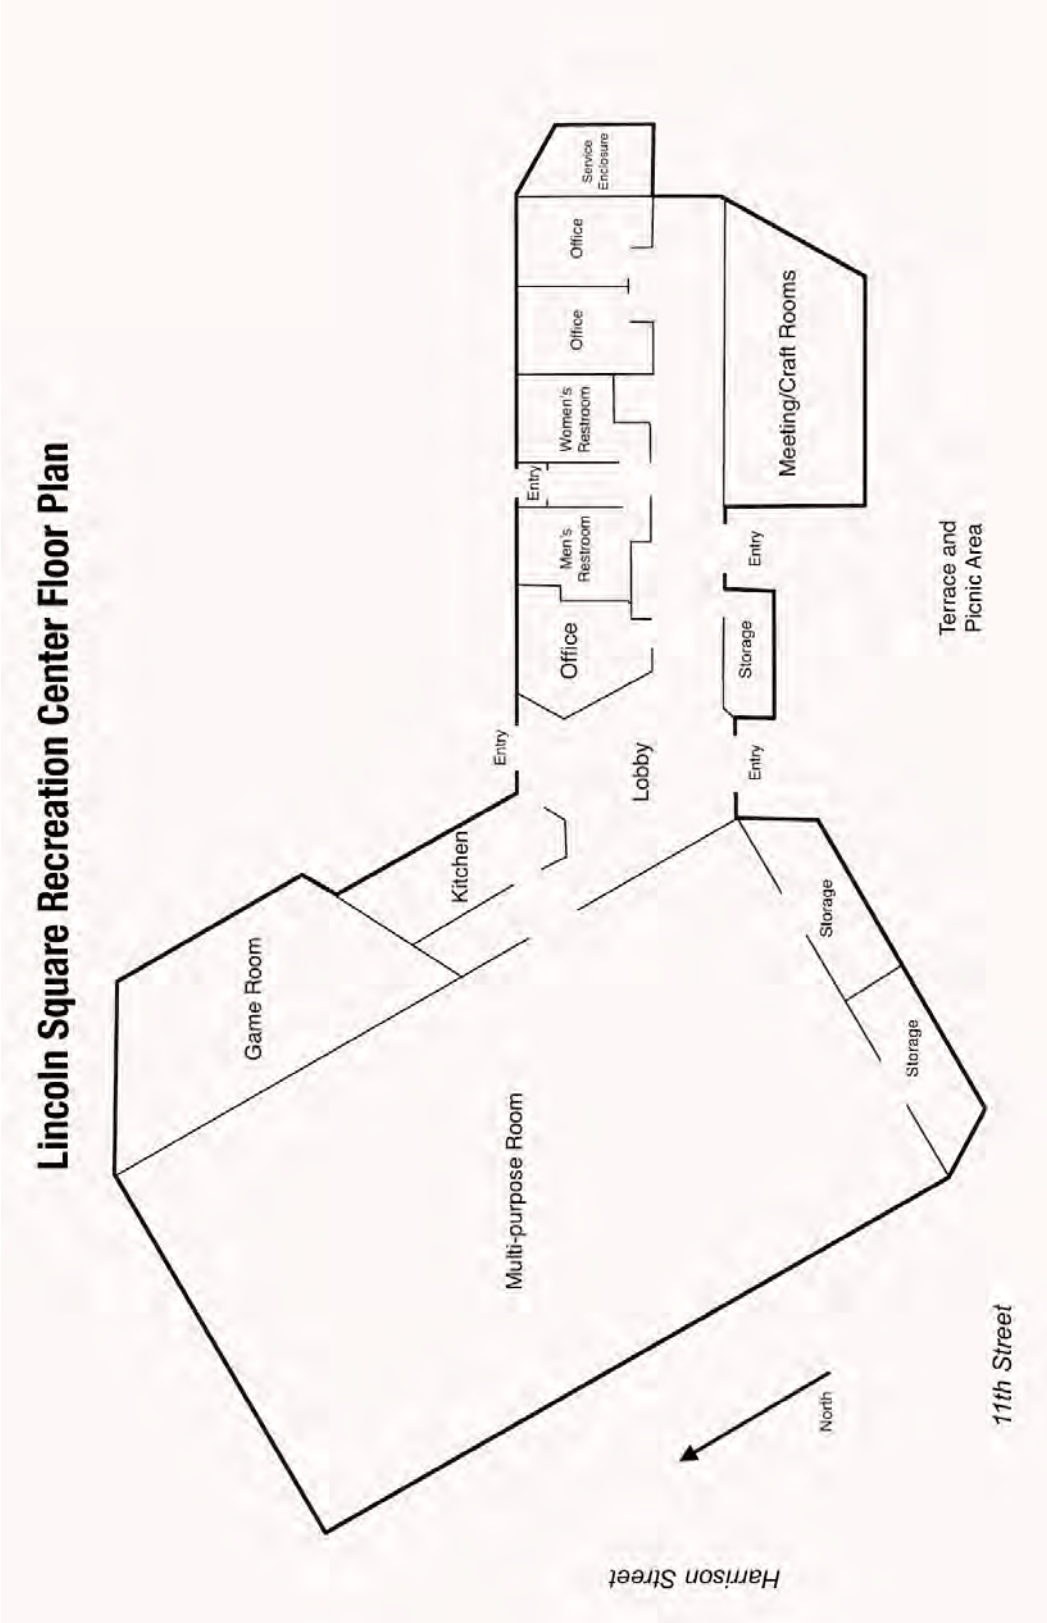 Lincoln Square Recreation Center Floor Plan
Game Room
Kitchen
Entry
Office
Men's
Restroom
Entry
Women's
Restroom
Office
Office
Service
Enclosure
Multi-purpose Room
Lobby
Storage
Storage
Entry
Storage
Entry
Meeting/Craft Rooms
Terrace and
Picnic Area
North
Harrison Street
11th Street